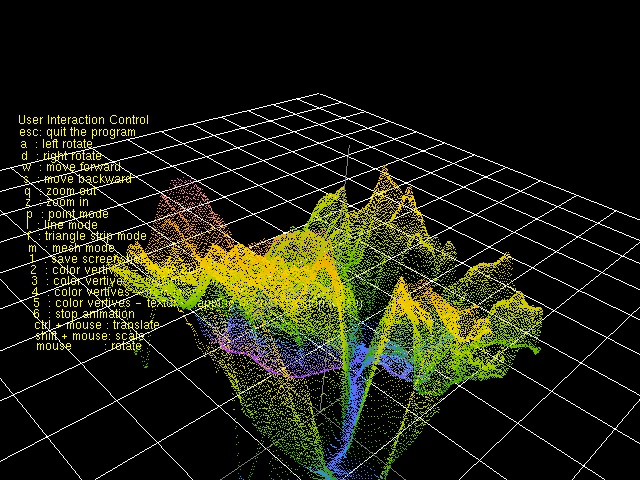 User Interaction Control
esc: quit the program
a : left rotate
d : right rotate
w : move forward
s : move backward
q : zoom out
z : zoom in
p : point mode
l : line mode
: triangle strip mode
m : mesh mode
1 : save screenshot
2 : color vertives -
3 : color vertives
4 : color vertives
5 : color vertives - texture mapping
6 : stop animation
ctrl + mouse : translate
shift + mouse: scale
mouse : rotate